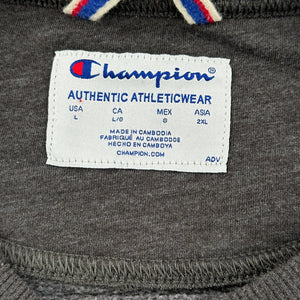 Champion
AUTHENTIC ATHLETICWEAR
USA CA MEX ASIA
L L/G G 2XL
MADE IN CAMBODIA
FABRIQUÉ AU CAMBODGE
HECHO EN CAMBOYA
CHAMPION.COM
ADV